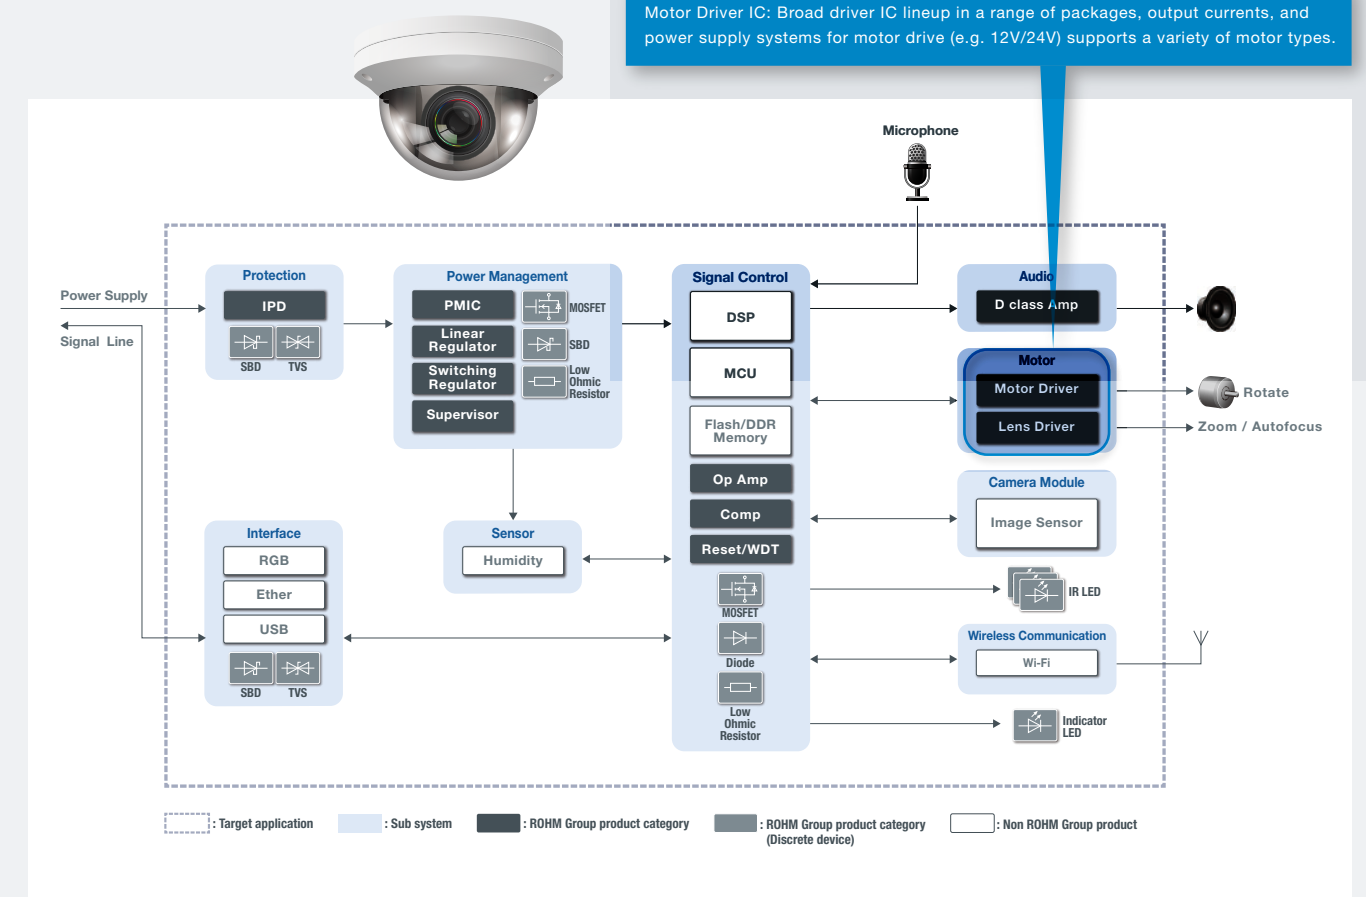 Motor Driver IC: Broad driver IC lineup in a range of packages, output currents, and
power supply systems for motor drive (e.g. 12V/24V) supports a variety of motor types.
Microphone
Power Supply
Signal Line
Protection
IPD
SBD
TVS
Power Management
PMIC
Linear
Regulator
Switching
Regulator
Supervisor
MOSFET
SBD
Low
Ohmic
Resistor
Signal Control
DSP
MCU
Flash/DDR
Memory
Op Amp
Comp
Reset/WDT
MOSFET
Diode
Low
Ohmic
Resistor
Audio
D class Amp
Motor
Motor Driver
Lens Driver
Rotate
Zoom / Autofocus
Camera Module
Image Sensor
IR LED
Wireless Communication
Wi-Fi
Indicator
LED
Interface
RGB
Ether
USB
SBD
TVS
Sensor
Humidity
: Target application
: Sub system
: ROHM Group product category
: ROHM Group product category
(Discrete device)
: Non ROHM Group product